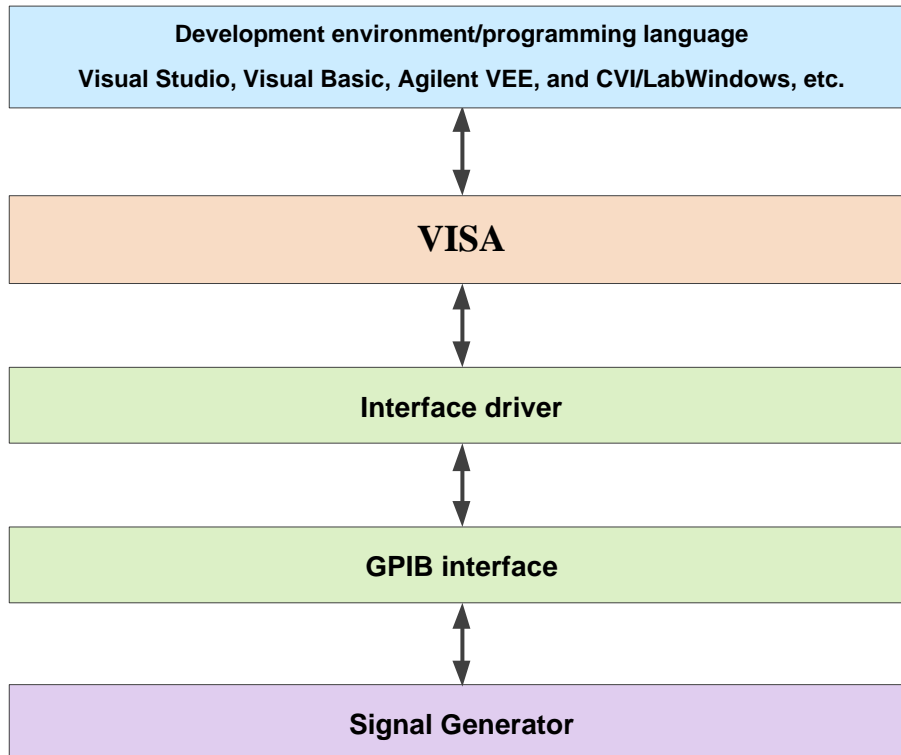 Development environment/programming language
Visual Studio, Visual Basic, Agilent VEE, and CVI/LabWindows, etc.
VISA
Interface driver
GPIB interface
Signal Generator